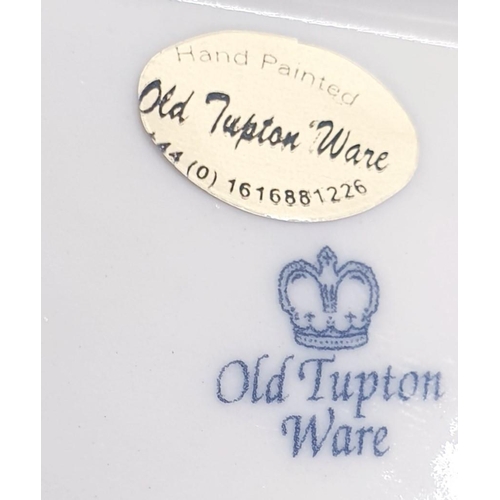 Hand Painted
Old Tupton Ware
+44 (0) 1616881226
Old Tupton
Ware